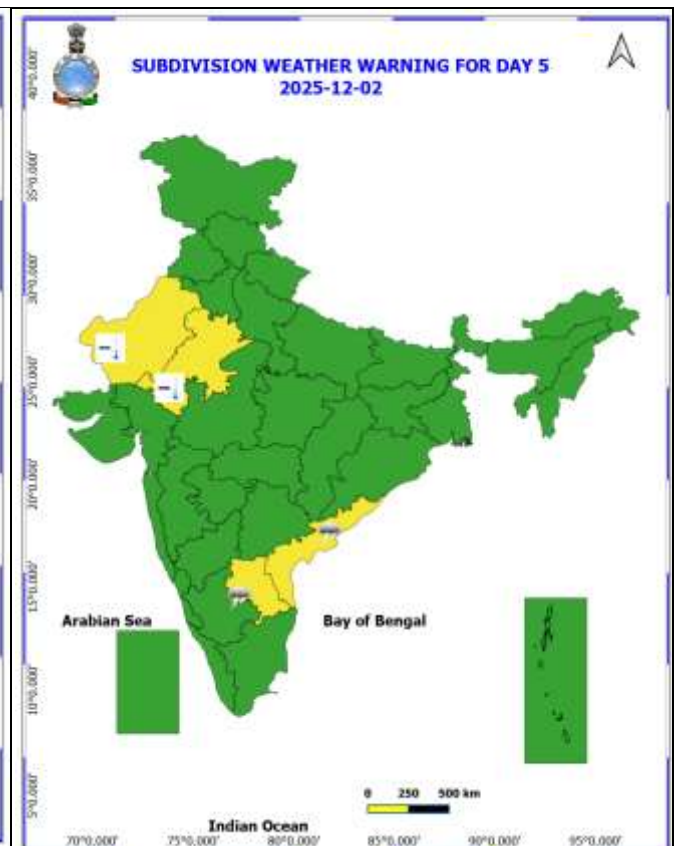 SUBDIVISION WEATHER WARNING FOR DAY 5
2025-12-02
40°0.000'
35°0.000'
30°0.000'
25°0.000'
20°0.000'
15°0.000'
10°0.000'
5°0.000'
Arabian Sea
Bay of Bengal
0 250 500 km
Indian Ocean
70°0.000' 75°0.000' 80°0.000' 85°0.000' 90°0.000' 95°0.000'